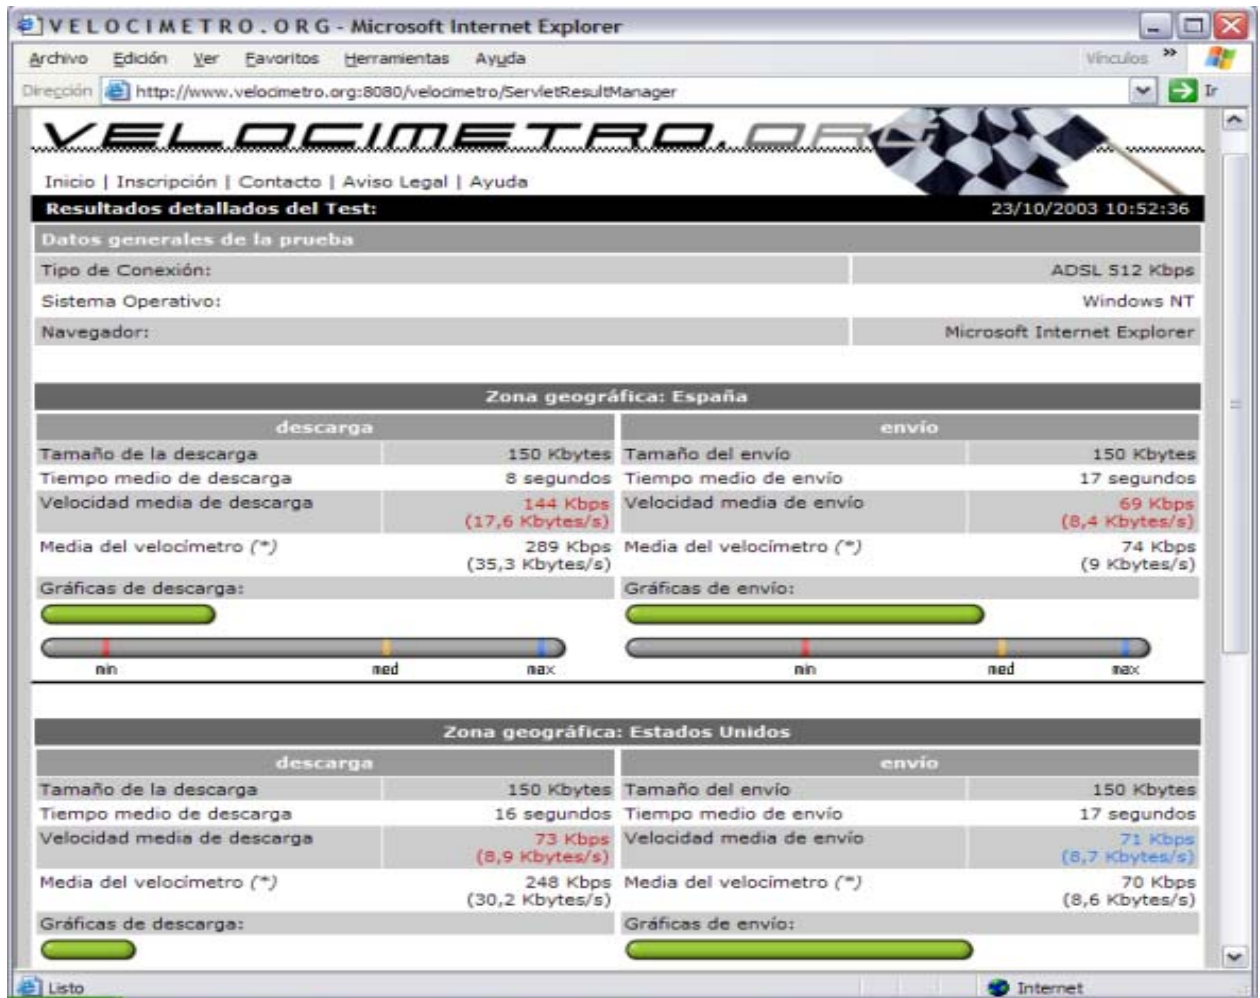 VELOCIMETRO.ORG - Microsoft Internet Explorer
Archivo Edición Ver Favoritos Herramientas Ayuda Vínculos »
Dirección http://www.velocimetro.org:8080/velocimetro/ServletResultManager Ir
VELOCIMETRO.ORG
Inicio | Inscripción | Contacto | Aviso Legal | Ayuda
Resultados detallados del Test: 23/10/2003 10:52:36
Datos generales de la prueba
Tipo de Conexión: ADSL 512 Kbps
Sistema Operativo: Windows NT
Navegador: Microsoft Internet Explorer
Zona geográfica: España
descarga envío
Tamaño de la descarga 150 Kbytes Tamaño del envío 150 Kbytes
Tiempo medio de descarga 8 segundos Tiempo medio de envío 17 segundos
Velocidad media de descarga 144 Kbps Velocidad media de envío 69 Kbps
(17,6 Kbytes/s) (8,4 Kbytes/s)
Media del velocímetro (*) 289 Kbps Media del velocímetro (*) 74 Kbps
(35,3 Kbytes/s) (9 Kbytes/s)
Gráficas de descarga: Gráficas de envío:
min med max min med max
Zona geográfica: Estados Unidos
descarga envío
Tamaño de la descarga 150 Kbytes Tamaño del envío 150 Kbytes
Tiempo medio de descarga 16 segundos Tiempo medio de envío 17 segundos
Velocidad media de descarga 73 Kbps Velocidad media de envío 71 Kbps
(8,9 Kbytes/s) (8,7 Kbytes/s)
Media del velocímetro (*) 248 Kbps Media del velocímetro (*) 70 Kbps
(30,2 Kbytes/s) (8,6 Kbytes/s)
Gráficas de descarga: Gráficas de envío:
Listo Internet